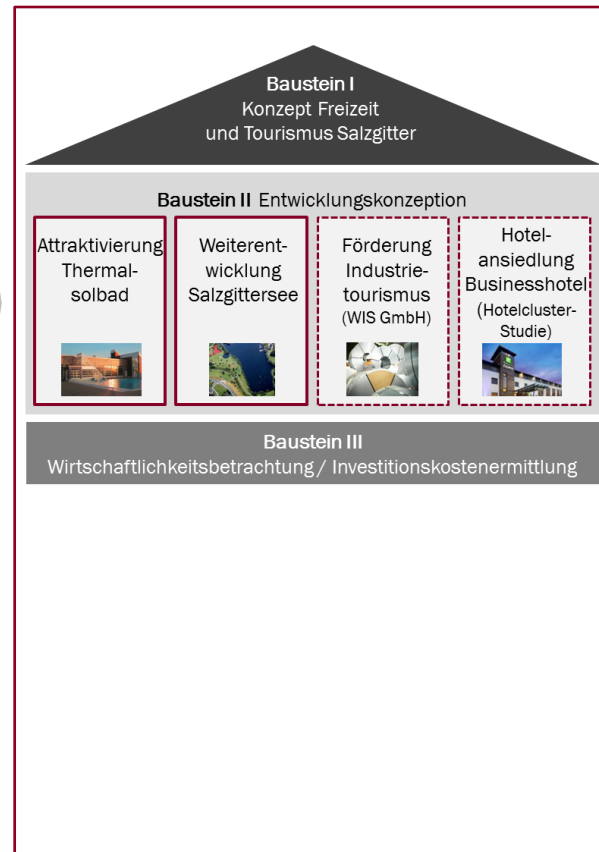 Baustein I
Konzept Freizeit
und Tourismus Salzgitter
Baustein II Entwicklungskonzeption
Attraktivierung
Thermal-
solbad
Weiterent-
wicklung
Salzgittersee
Förderung
Industrie-
tourismus
(WIS GmbH)
Hotel-
ansiedlung
Businesshotel
(Hotelcluster-
Studie)
Baustein III
Wirtschaftlichkeitsbetrachtung / Investitionskostenermittlung